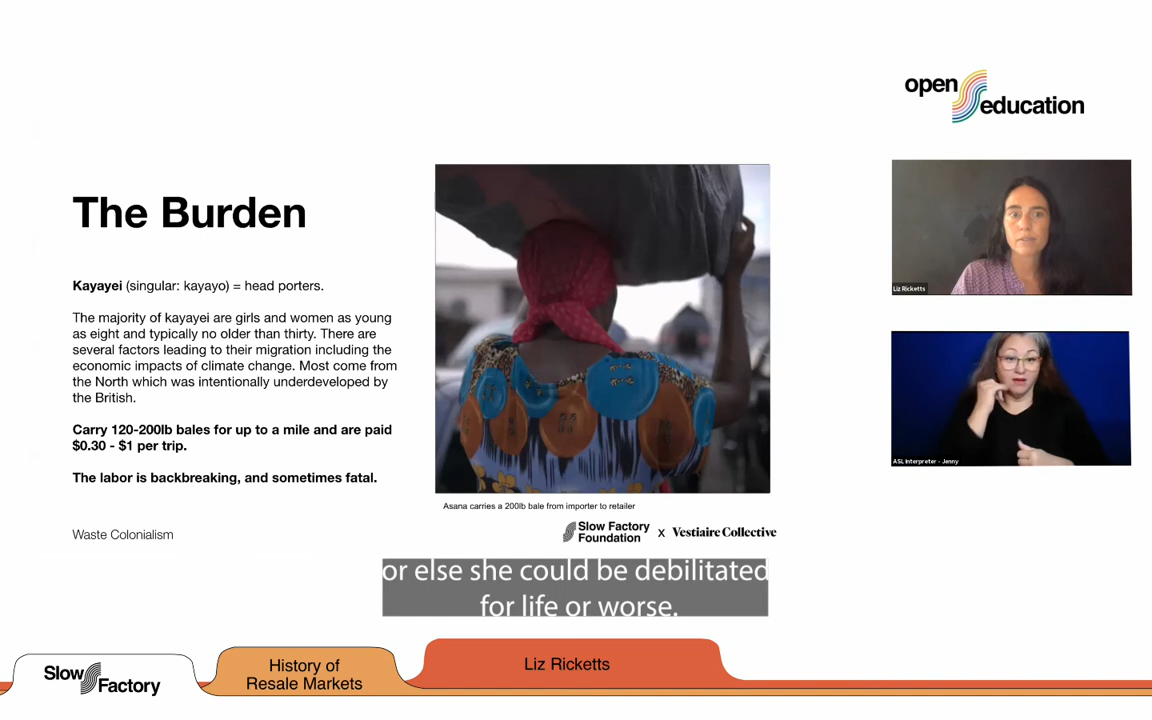 open
education
The Burden
Kayayei (singular: kayayo) = head porters.
The majority of kayayei are girls and women as young
as eight and typically no older than thirty. There are
several factors leading to their migration including the
economic impacts of climate change. Most come from
the North which was intentionally underdeveloped by
the British.
Carry 120-200lb bales for up to a mile and are paid
$0.30 - $1 per trip.
The labor is backbreaking, and sometimes fatal.
Waste Colonialism
Asana carries a 200lb bale from importer to retailer
Slow Factory
Foundation x Vestiaire Collective
Liz Ricketts
ASL Interpreter - Jenny
or else she could be debilitated
for life or worse.
Slow
Factory
History of
Resale Markets
Liz Ricketts